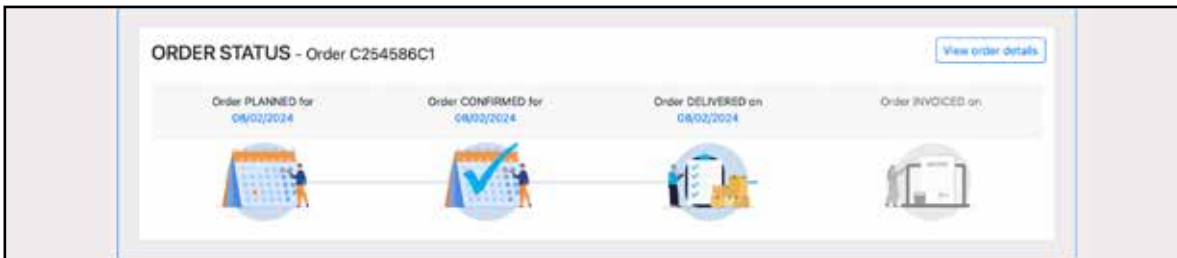 ORDER STATUS - Order C254586C1
View order details
Order PLANNED for
08/02/2024
Order CONFIRMED for
08/02/2024
Order DELIVERED on
08/02/2024
Order INVOICED on